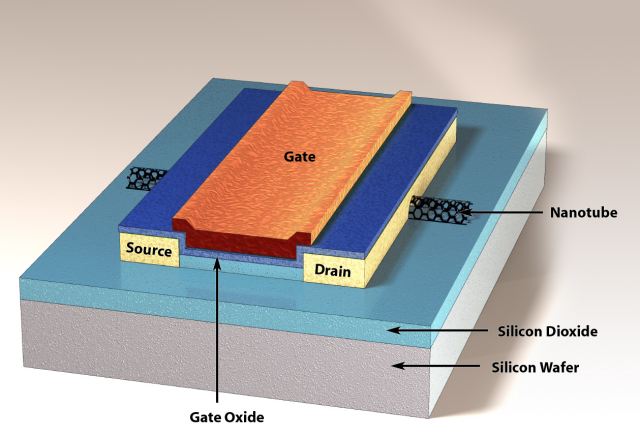 Gate
Nanotube
Source
Drain
Silicon Dioxide
Silicon Wafer
Gate Oxide